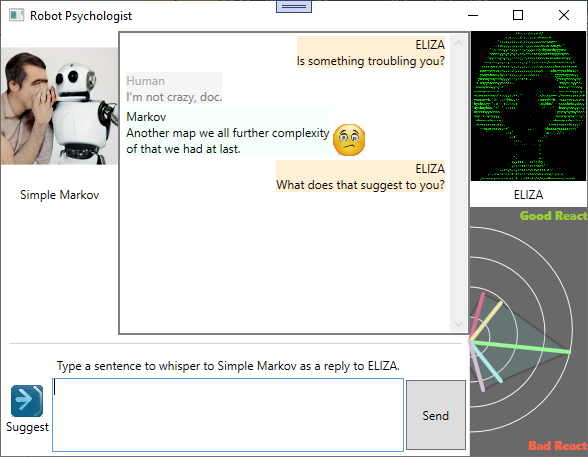 Robot Psychologist
ELIZA
Is something troubling you?
Human
I'm not crazy, doc.
Markov
Another map we all further complexity
of that we had at last.
ELIZA
What does that suggest to you?
Simple Markov
ELIZA
Good React
Bad React
Type a sentence to whisper to Simple Markov as a reply to ELIZA.
Suggest
Send